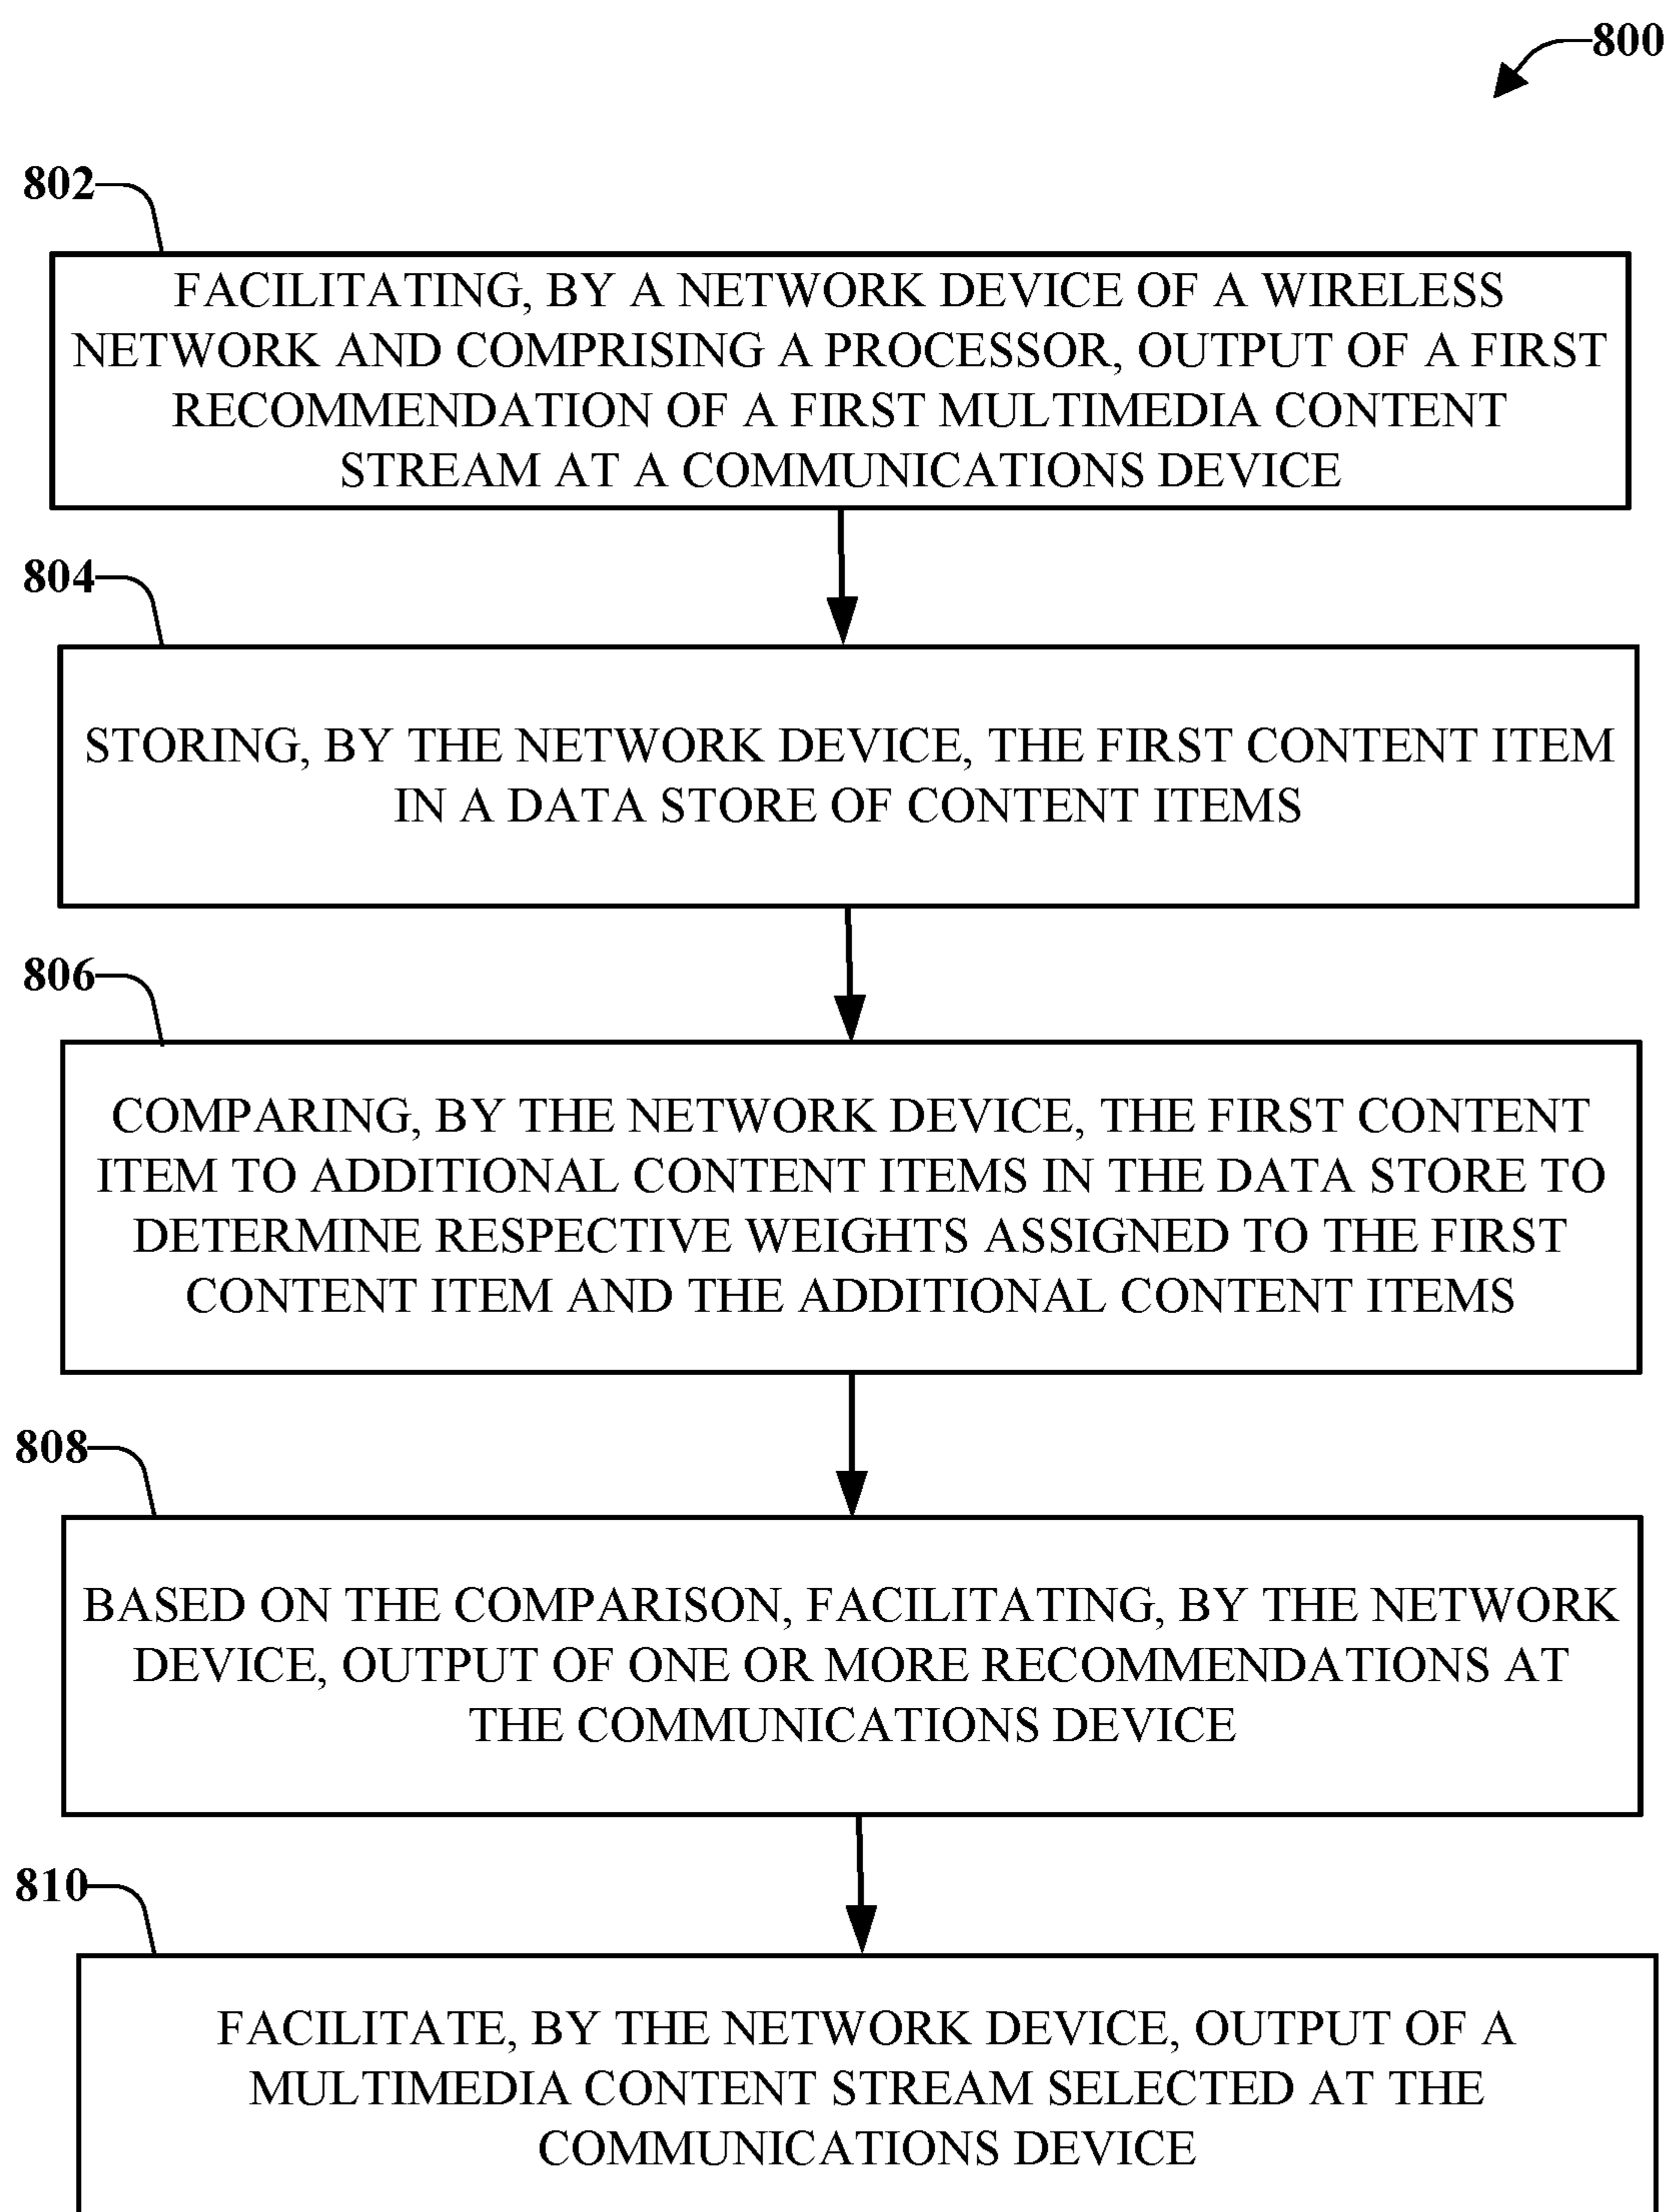 800
802
FACILITATING, BY A NETWORK DEVICE OF A WIRELESS
NETWORK AND COMPRISING A PROCESSOR, OUTPUT OF A FIRST
RECOMMENDATION OF A FIRST MULTIMEDIA CONTENT
STREAM AT A COMMUNICATIONS DEVICE
804
STORING, BY THE NETWORK DEVICE, THE FIRST CONTENT ITEM
IN A DATA STORE OF CONTENT ITEMS
806
COMPARING, BY THE NETWORK DEVICE, THE FIRST CONTENT
ITEM TO ADDITIONAL CONTENT ITEMS IN THE DATA STORE TO
DETERMINE RESPECTIVE WEIGHTS ASSIGNED TO THE FIRST
CONTENT ITEM AND THE ADDITIONAL CONTENT ITEMS
808
BASED ON THE COMPARISON, FACILITATING, BY THE NETWORK
DEVICE, OUTPUT OF ONE OR MORE RECOMMENDATIONS AT
THE COMMUNICATIONS DEVICE
810
FACILITATE, BY THE NETWORK DEVICE, OUTPUT OF A
MULTIMEDIA CONTENT STREAM SELECTED AT THE
COMMUNICATIONS DEVICE